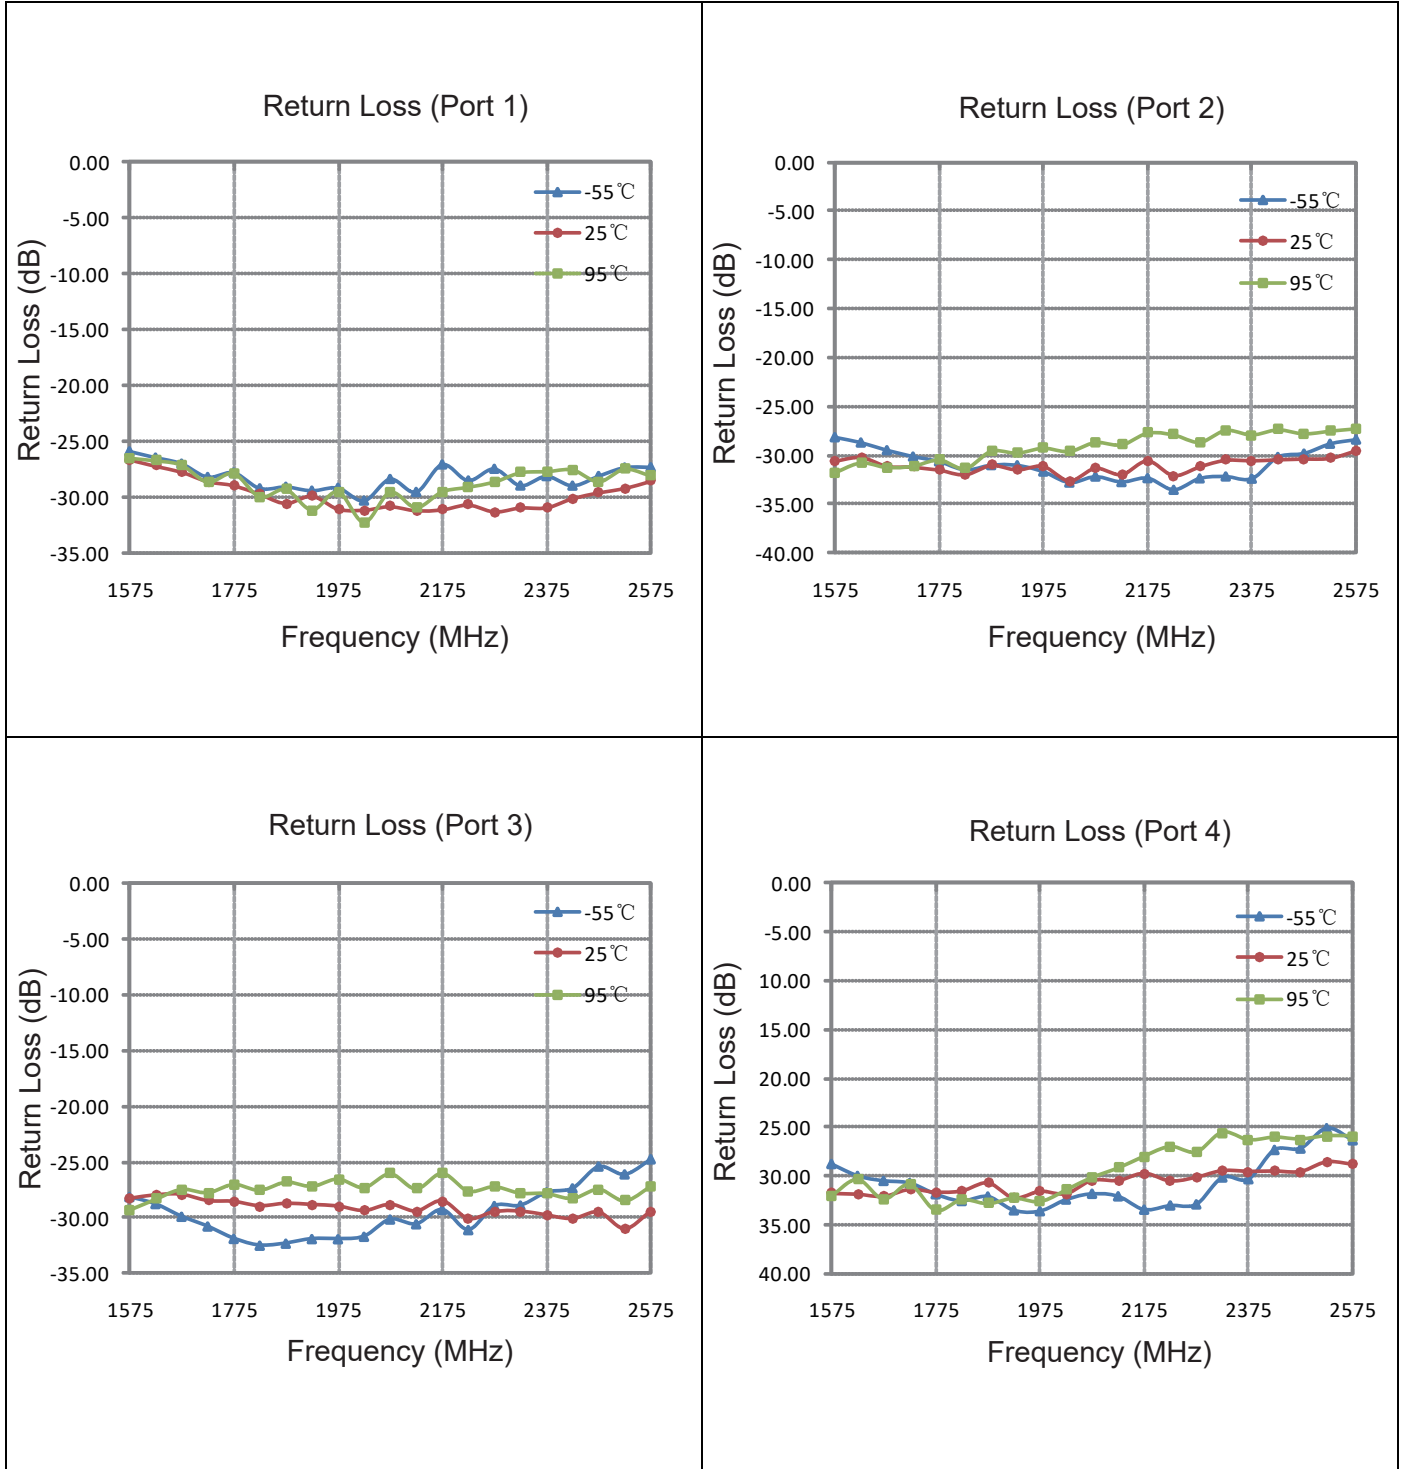 Return Loss (Port 1)
Return Loss (dB)
0.00
-5.00
-10.00
-15.00
-20.00
-25.00
-30.00
-35.00
-55℃
25℃
95℃
1575 1775 1975 2175 2375 2575
Frequency (MHz)
Return Loss (Port 2)
Return Loss (dB)
0.00
-5.00
-10.00
-15.00
-20.00
-25.00
-30.00
-35.00
-40.00
-55℃
25℃
95℃
1575 1775 1975 2175 2375 2575
Frequency (MHz)
Return Loss (Port 3)
Return Loss (dB)
0.00
-5.00
-10.00
-15.00
-20.00
-25.00
-30.00
-35.00
-55℃
25℃
95℃
1575 1775 1975 2175 2375 2575
Frequency (MHz)
Return Loss (Port 4)
Return Loss (dB)
0.00
-5.00
10.00
15.00
20.00
25.00
30.00
35.00
40.00
-55℃
25℃
95℃
1575 1775 1975 2175 2375 2575
Frequency (MHz)